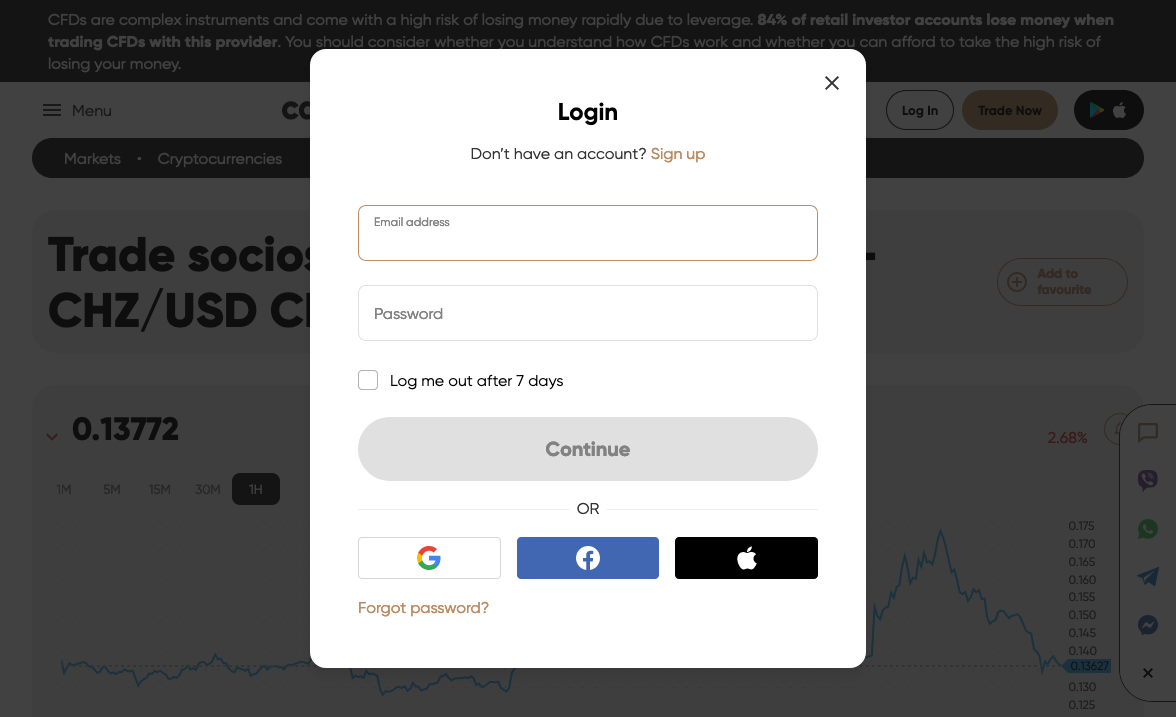 CFDs are complex instruments and come with a high risk of losing money rapidly due to leverage. 84% of retail investor accounts lose money when
trading CFDs with this provider. You should consider whether you understand how CFDs work and whether you can afford to take the high risk of
losing your money.
Menu
Log In
Trade Now
Markets • Cryptocurrencies
Login
Don't have an account? Sign up
Email address
Password
Log me out after 7 days
Continue
OR
Forgot password?
Trade socios
CHZ/USD
Add to
favourite
0.13772
2.68%
1M 5M 15M 30M 1H
0.175
0.170
0.165
0.160
0.155
0.150
0.145
0.140
0.13627
0.130
0.125